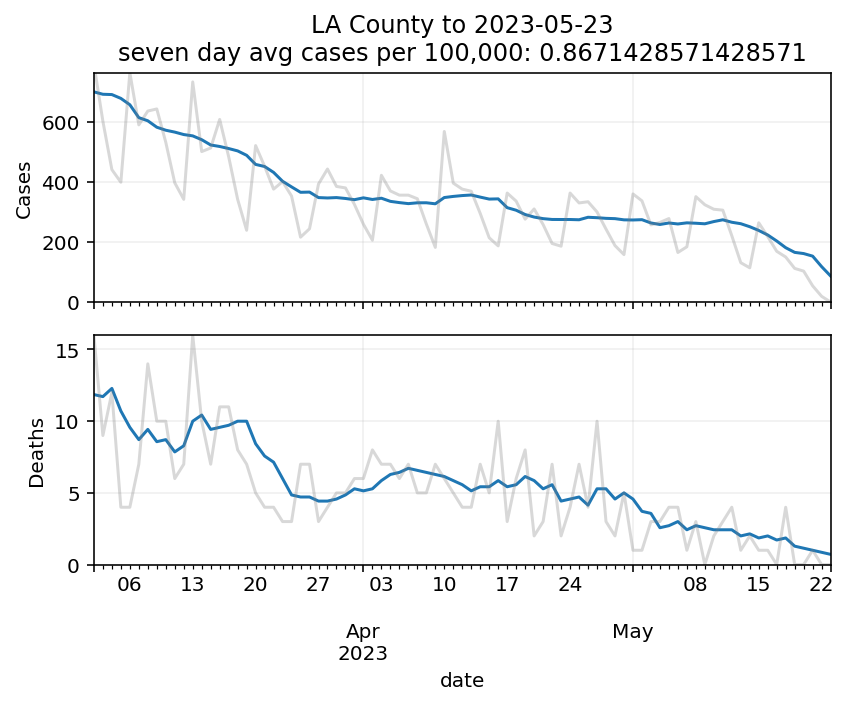 LA County to 2023-05-23
seven day avg cases per 100,000: 0.8671428571428571
Cases
600
400
200
0
Deaths
15
10
5
0
06 13 20 27 03 10 17 24 08 15 22
Apr May
2023
date